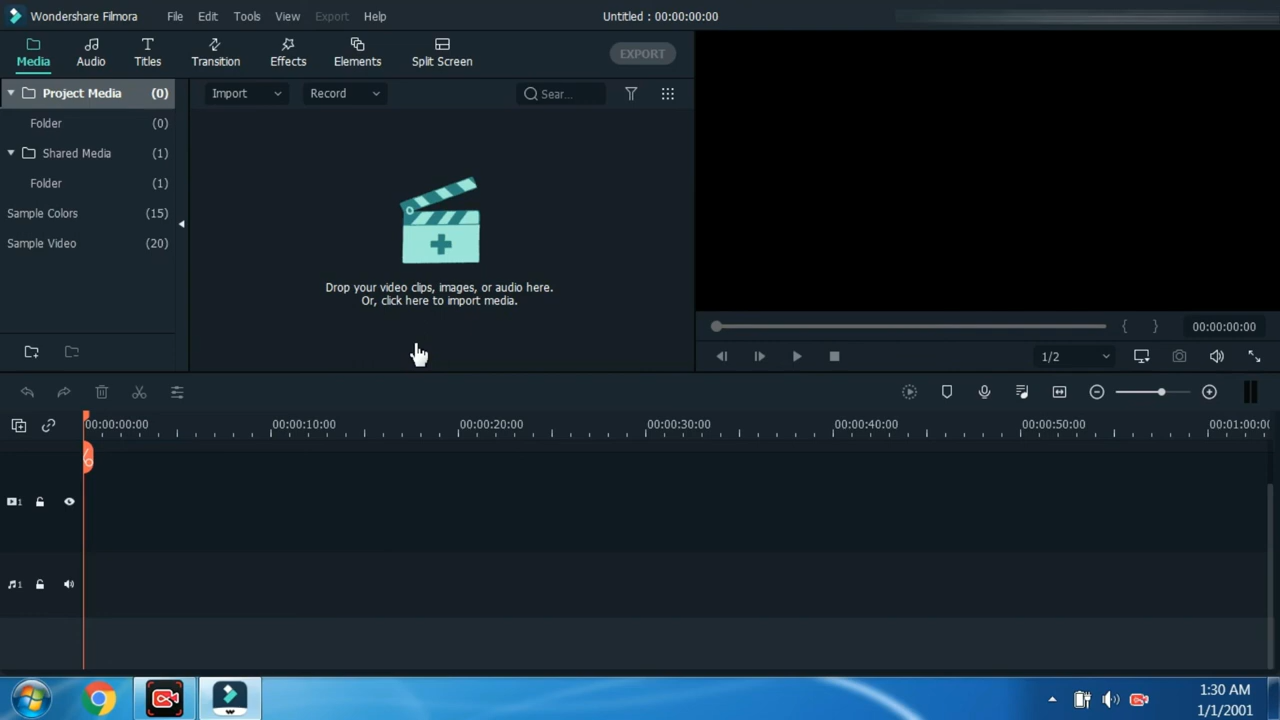 Wondershare Filmora File Edit Tools View Export Help Untitled : 00:00:00:00
Media Audio Titles Transition Effects Elements Split Screen EXPORT
Project Media (0) Import Record Sear...
Folder (0)
Shared Media (1)
Folder (1)
Sample Colors (15)
Sample Video (20)
Drop your video clips, images, or audio here.
Or, click here to import media.
{ } 00:00:00:00
1/2
00:00:00:00 00:00:10:00 00:00:20:00 00:00:30:00 00:00:40:00 00:00:50:00 00:01:00:0
1
1
1:30 AM
1/1/2001